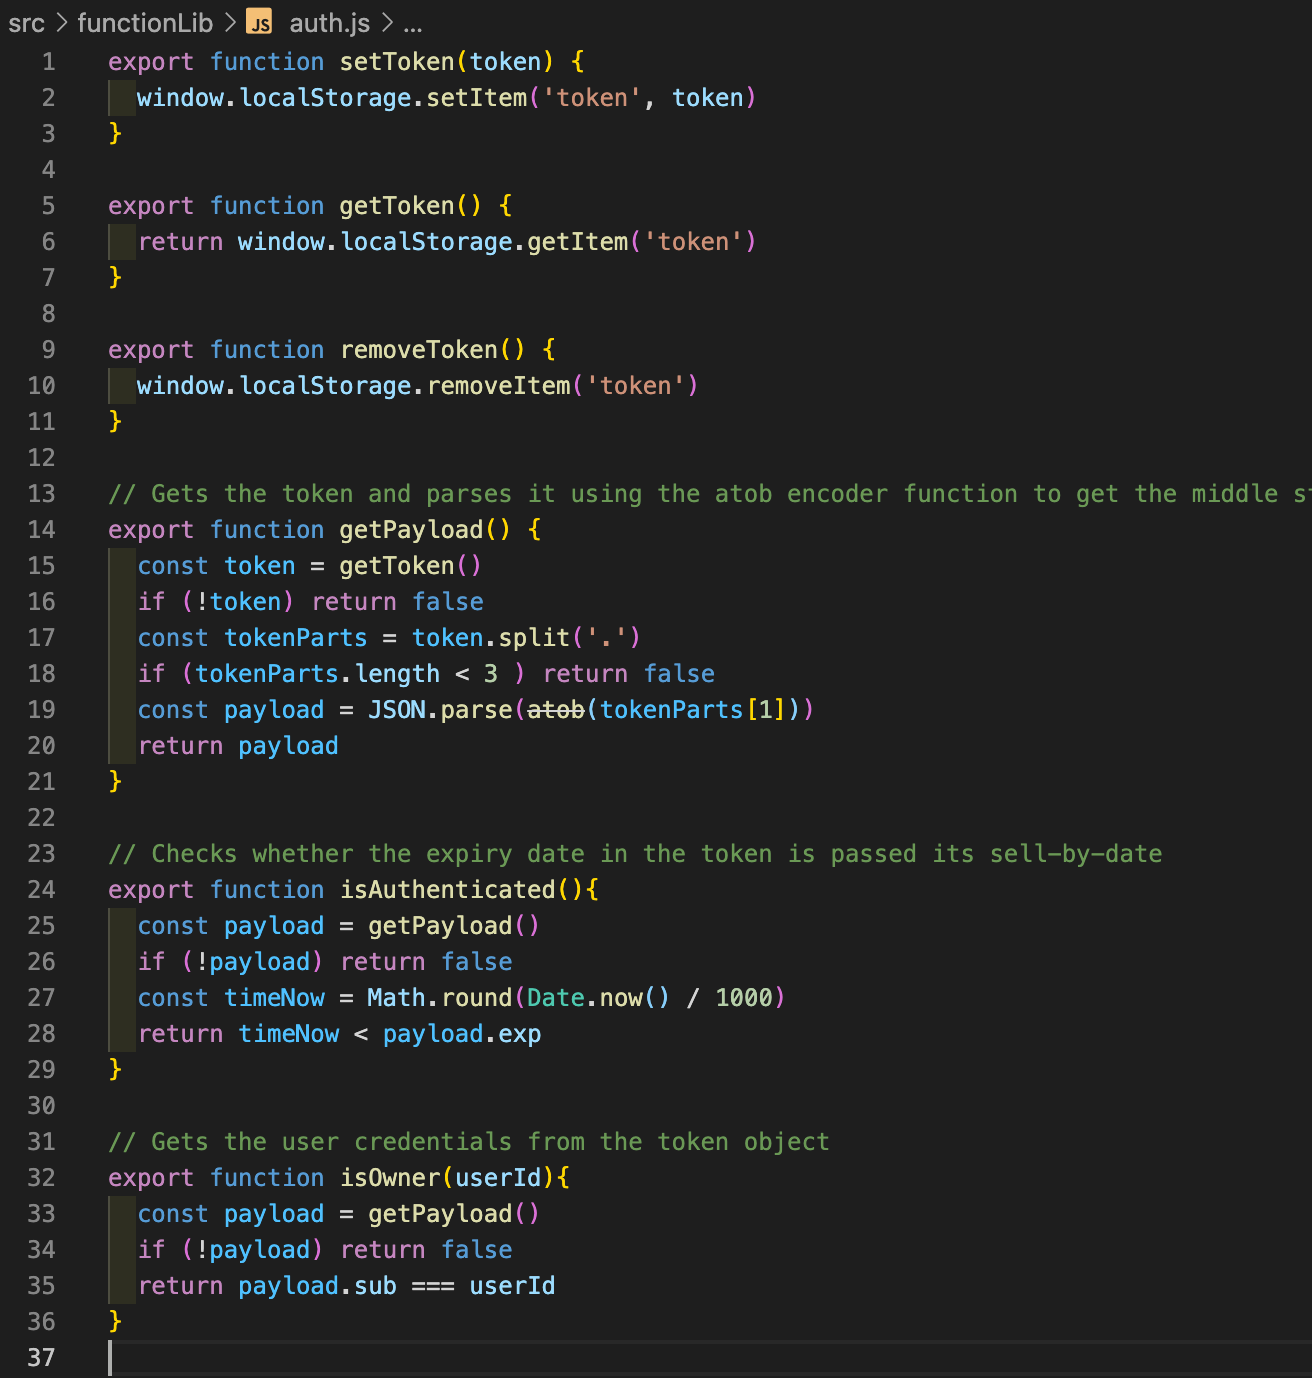 src > functionLib > JS auth.js > ...
1 export function setToken(token) {
2   window.localStorage.setItem('token', token)
3 }
4
5 export function getToken() {
6   return window.localStorage.getItem('token')
7 }
8
9 export function removeToken() {
10   window.localStorage.removeItem('token')
11 }
12
13 // Gets the token and parses it using the atob encoder function to get the middle
14 export function getPayload() {
15   const token = getToken()
16   if (!token) return false
17   const tokenParts = token.split('.')
18   if (tokenParts.length < 3 ) return false
19   const payload = JSON.parse(atob(tokenParts[1]))
20   return payload
21 }
22
23 // Checks whether the expiry date in the token is passed its sell-by-date
24 export function isAuthenticated(){
25   const payload = getPayload()
26   if (!payload) return false
27   const timeNow = Math.round(Date.now() / 1000)
28   return timeNow < payload.exp
29 }
30
31 // Gets the user credentials from the token object
32 export function isOwner(userId){
33   const payload = getPayload()
34   if (!payload) return false
35   return payload.sub === userId
36 }
37